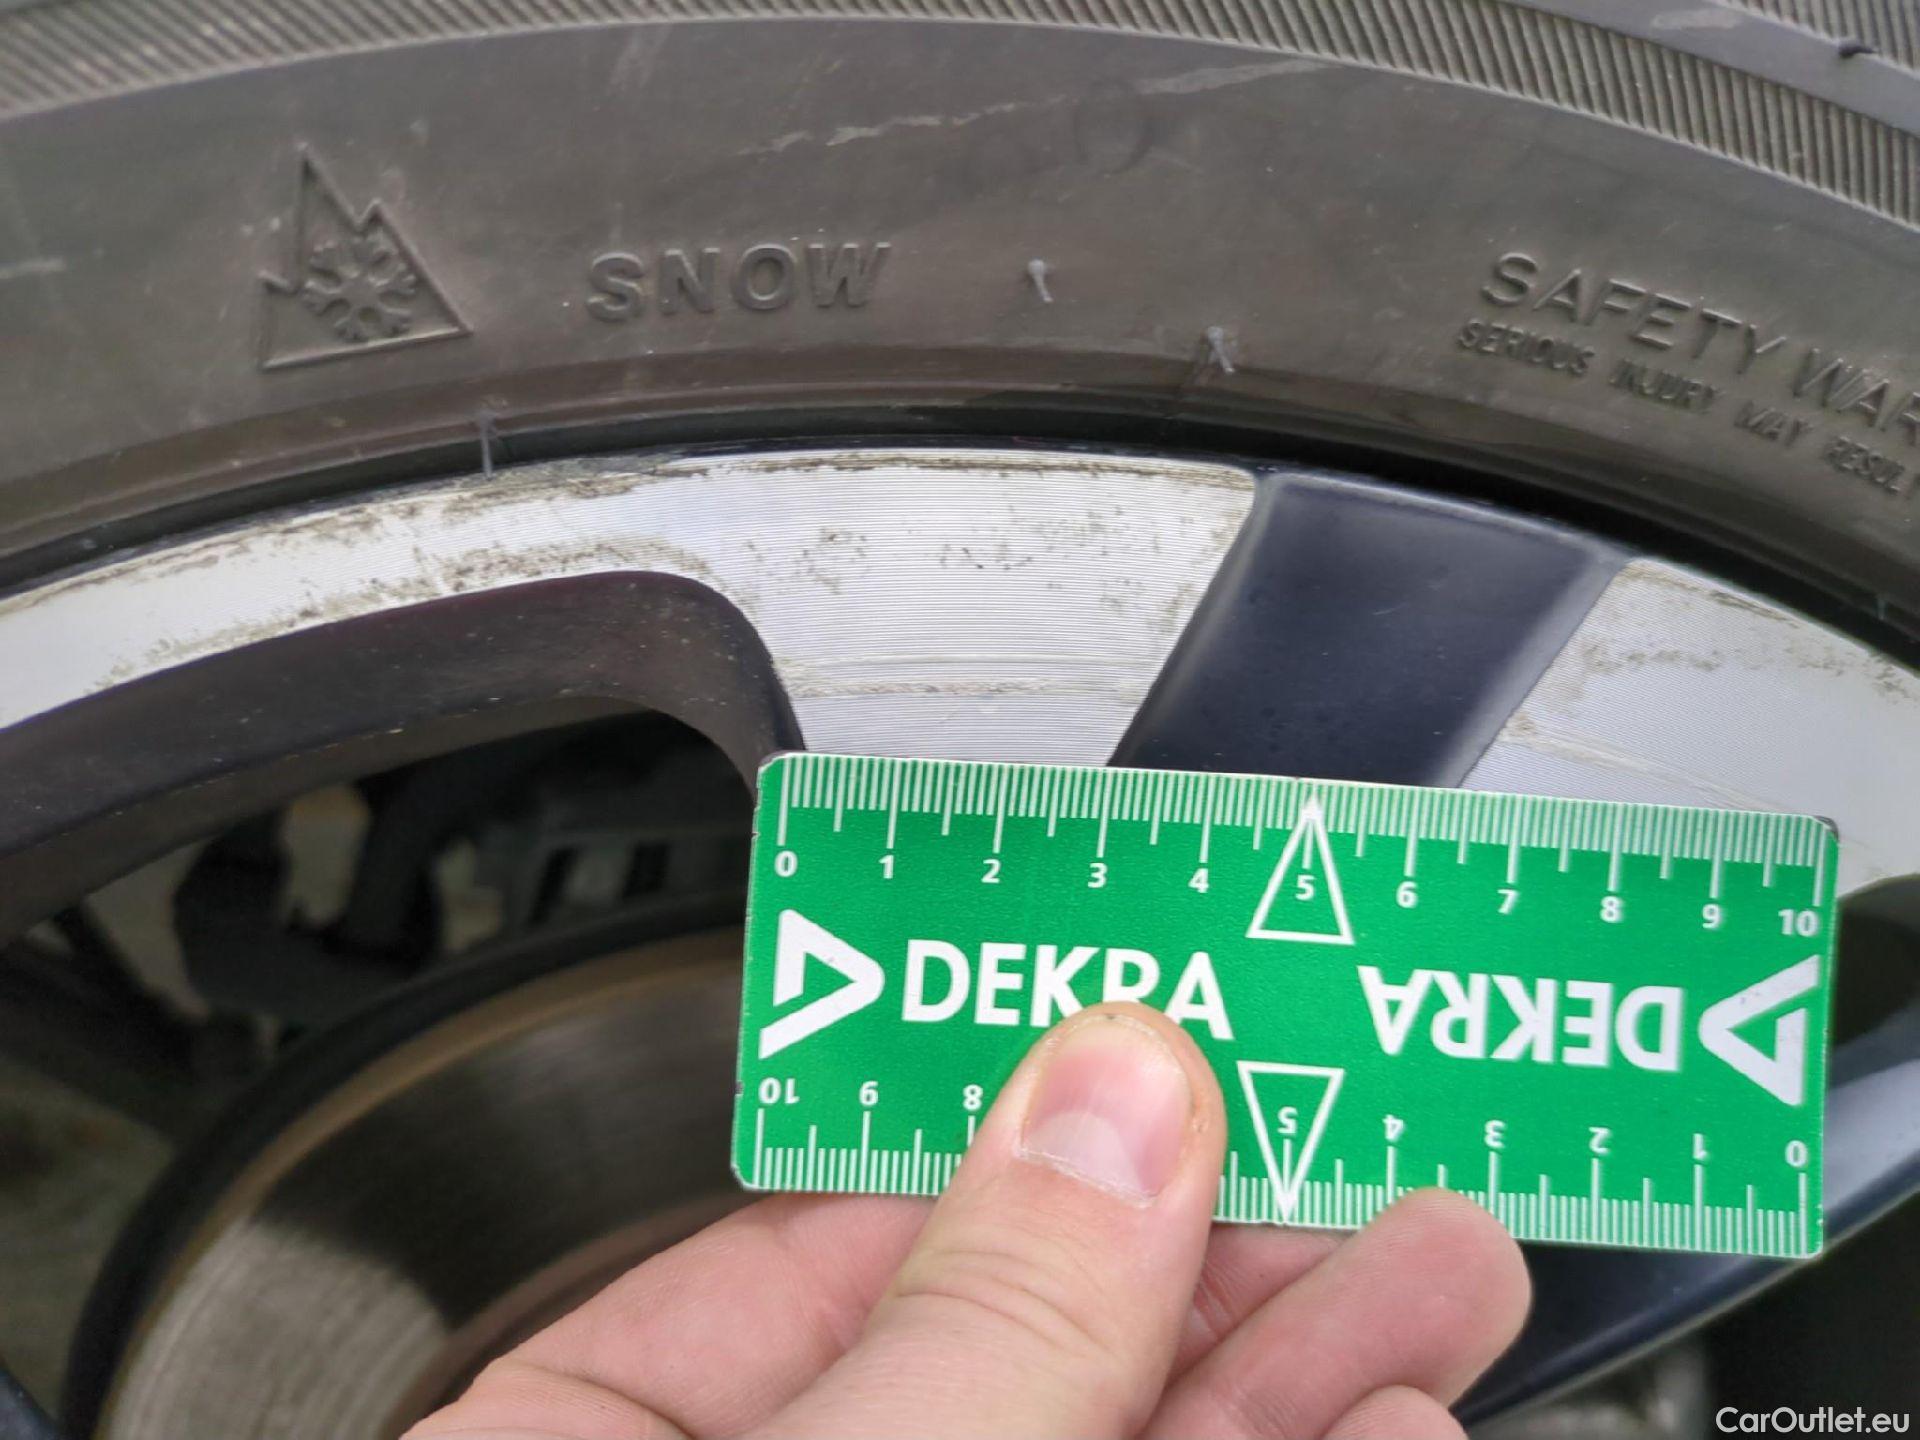 SNOW
SAFETY WAR
SERIOUS INJURY MAY RESULT
0 1 2 3 4 5 6 7 8 9 10
DEKRA DEKRA
10 9 8 5 4 3 2 1 0
CarOutlet.eu